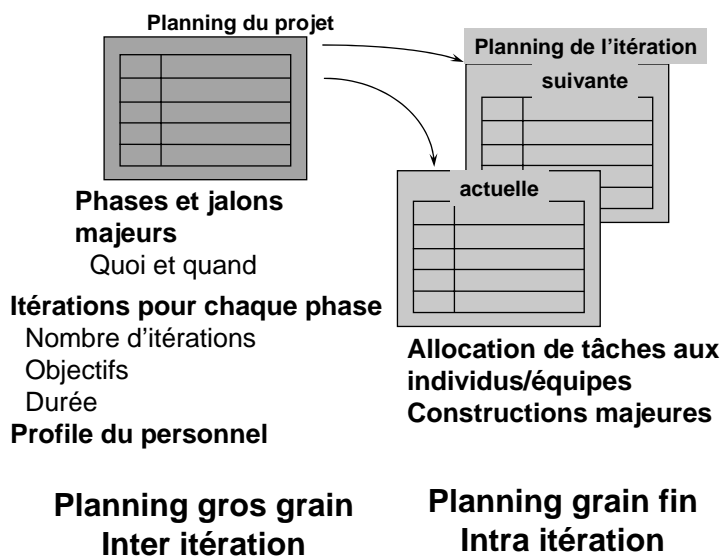 Planning du projet
Planning de l'itération
suivante
actuelle
Phases et jalons
majeurs
Quoi et quand
Itérations pour chaque phase
Nombre d'itérations
Objectifs
Durée
Profile du personnel
Allocation de tâches aux
individus/équipes
Constructions majeures
Planning gros grain
Inter itération
Planning grain fin
Intra itération